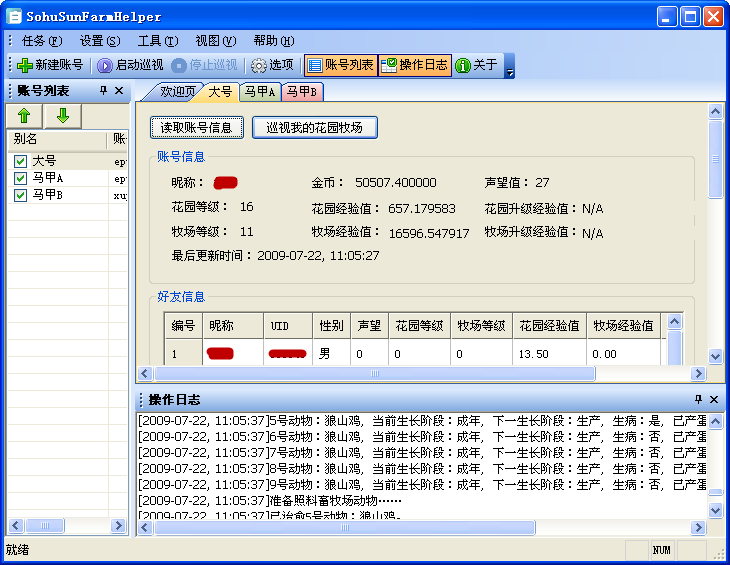 SohuSunFarmHelper
任务(F) 设置(S) 工具(T) 视图(V) 帮助(H)
新建账号 启动巡视 停止巡视 选项 账号列表 操作日志 关于
账号列表
欢迎页 大号 马甲A 马甲B
别名 账
大号 ep
马甲A ep
马甲B xu
读取账号信息 巡视我的花园牧场
账号信息
昵称： 金币： 50507.400000 声望值： 27
花园等级： 16 花园经验值： 657.179583 花园升级经验值： N/A
牧场等级： 11 牧场经验值： 16596.547917 牧场升级经验值： N/A
最后更新时间： 2009-07-22, 11:05:27
好友信息
编号 昵称 UID 性别 声望 花园等级 牧场等级 花园经验值 牧场经验值
1 男 0 0 0 13.50 0.00
操作日志
[2009-07-22, 11:05:37]5号动物：狼山鸡, 当前生长阶段：成年, 下一生长阶段：生产, 生病：是, 已产蛋
[2009-07-22, 11:05:37]6号动物：狼山鸡, 当前生长阶段：成年, 下一生长阶段：生产, 生病：否, 已产蛋
[2009-07-22, 11:05:37]7号动物：狼山鸡, 当前生长阶段：成年, 下一生长阶段：生产, 生病：否, 已产蛋
[2009-07-22, 11:05:37]8号动物：狼山鸡, 当前生长阶段：成年, 下一生长阶段：生产, 生病：否, 已产蛋
[2009-07-22, 11:05:37]9号动物：狼山鸡, 当前生长阶段：成年, 下一生长阶段：生产, 生病：否, 已产蛋
[2009-07-22, 11:05:37]准备照料畜牧场动物……
[2009-07-22, 11:05:37]已治愈5号动物：狼山鸡。
就绪 NUM